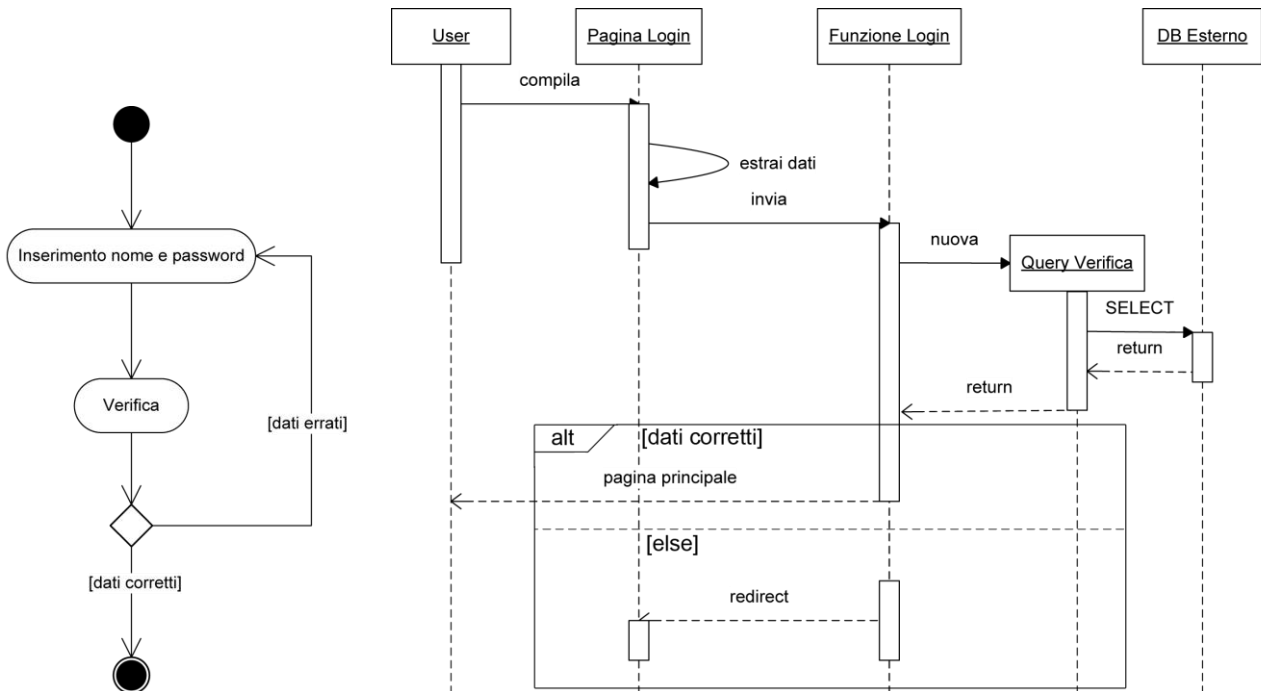 User
Pagina Login
Funzione Login
DB Esterno
compila
estrai dati
invia
nuova
Query Verifica
SELECT
return
return
alt
[dati corretti]
pagina principale
[else]
redirect
Inserimento nome e password
Verifica
[dati errati]
[dati corretti]